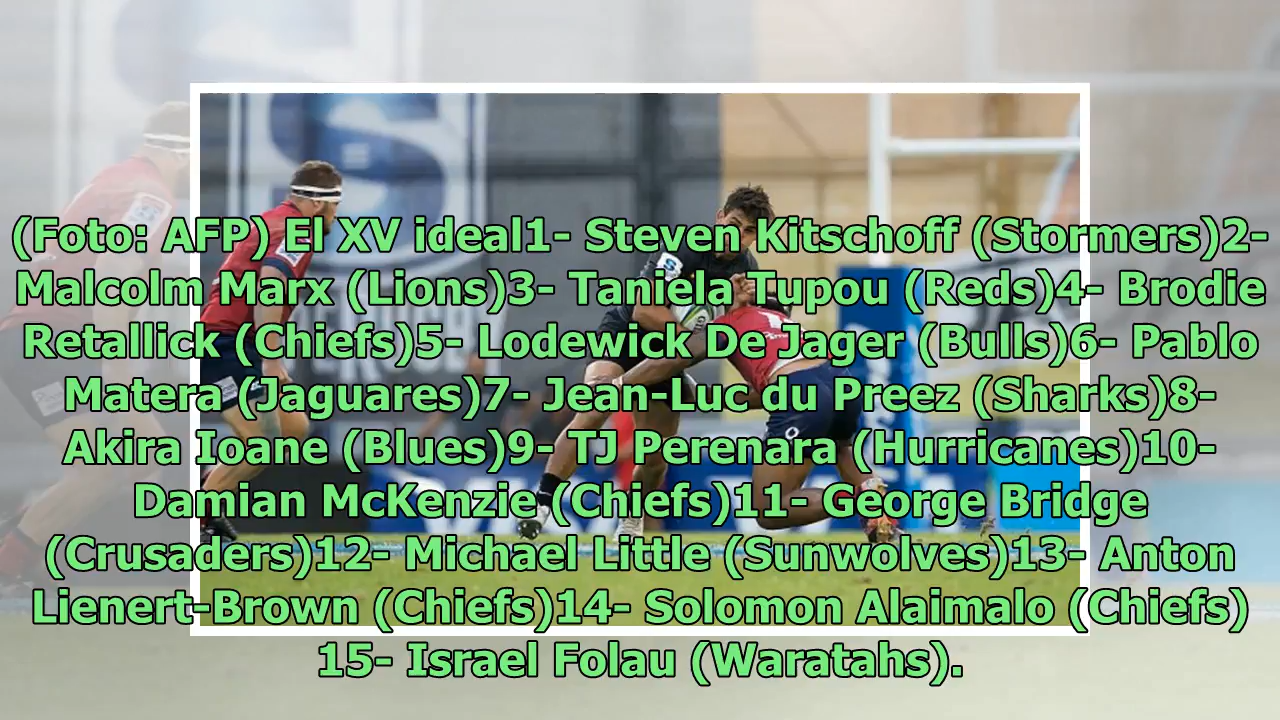 (Foto: AFP) El XV ideal1- Steven Kitschoff (Stormers)2-
Malcolm Marx (Lions)3- Taniela Tupou (Reds)4- Brodie
Retallick (Chiefs)5- Lodewick De Jager (Bulls)6- Pablo
Matera (Jaguares)7- Jean-Luc du Preez (Sharks)8-
Akira Ioane (Blues)9- TJ Perenara (Hurricanes)10-
Damian McKenzie (Chiefs)11- George Bridge
(Crusaders)12- Michael Little (Sunwolves)13- Anton
Lienert-Brown (Chiefs)14- Solomon Alaimalo (Chiefs)
15- Israel Folau (Waratahs).